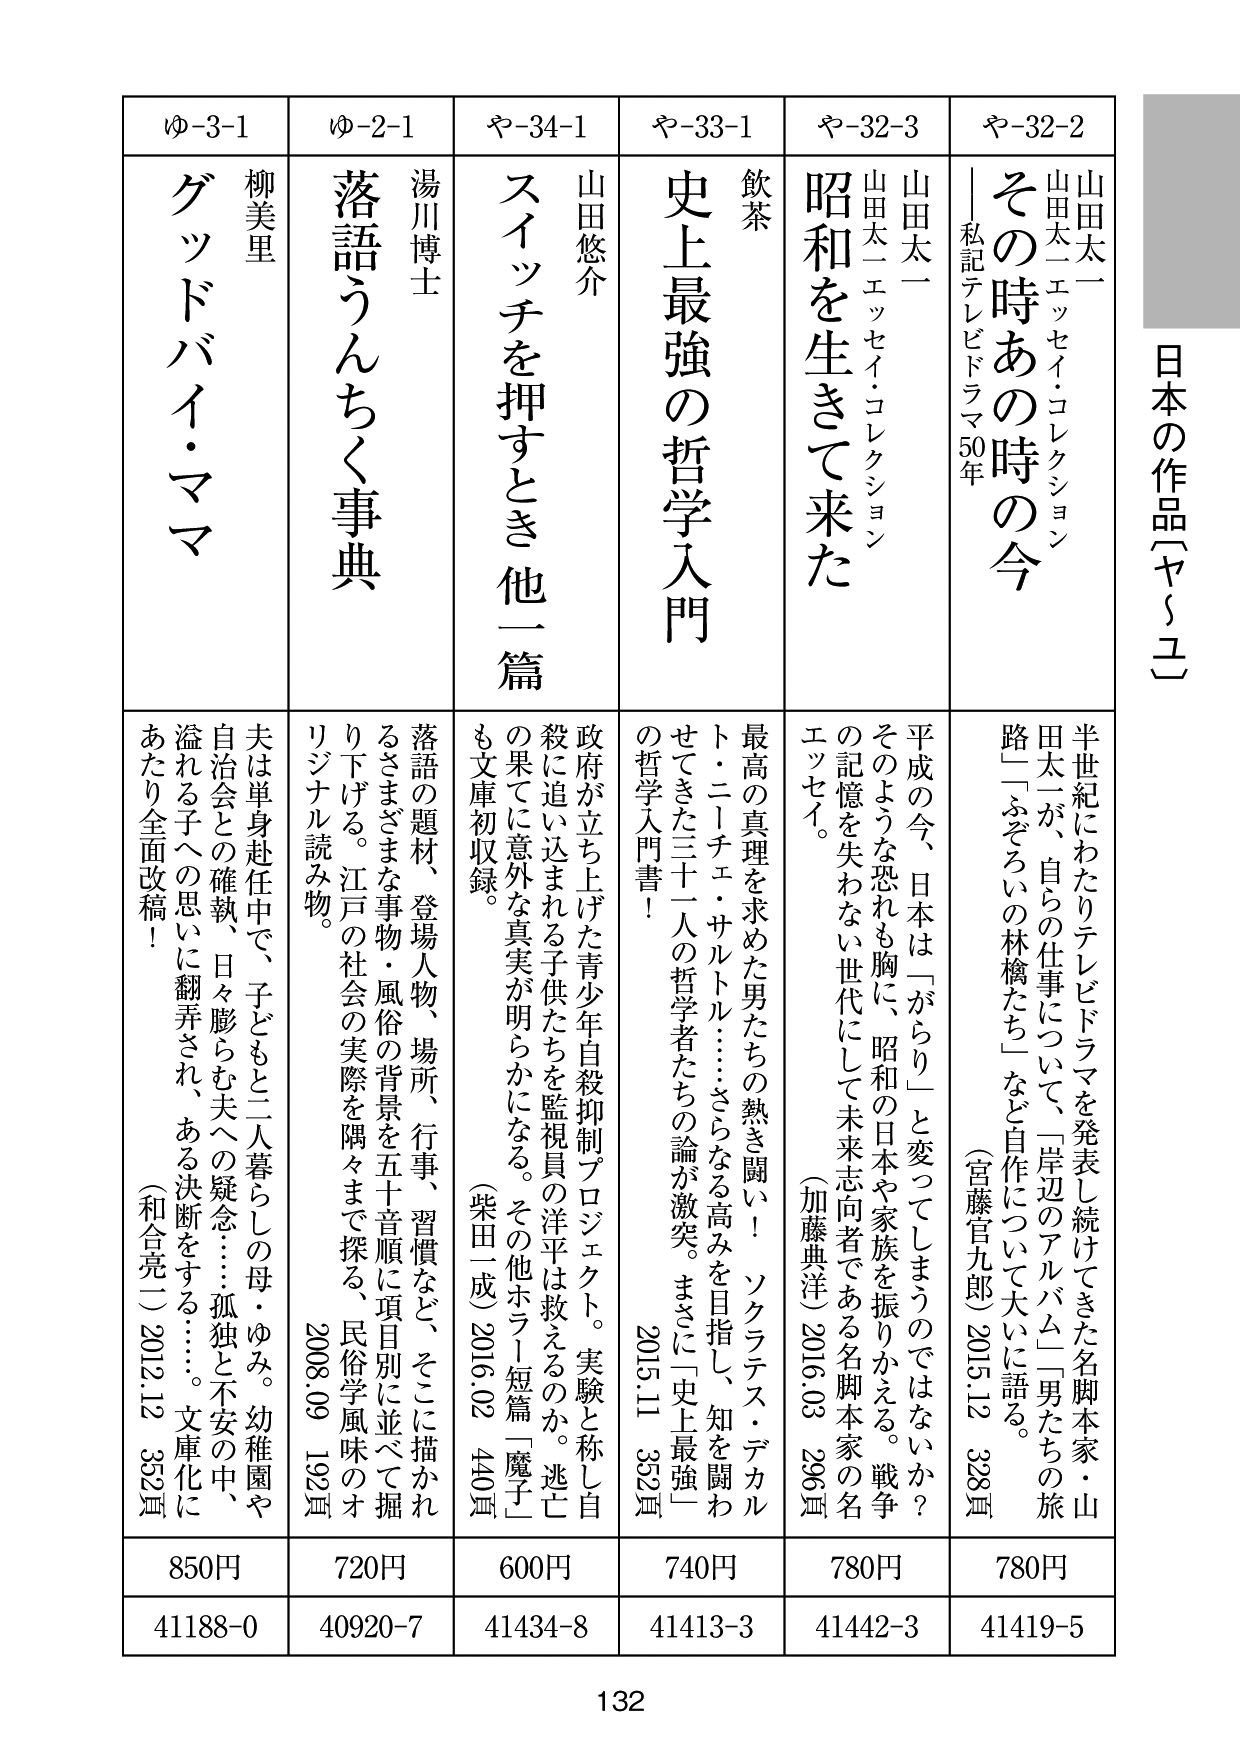 日本の作品〔ヤ〜ユ〕
や-32-2
山田太一
山田太一エッセイ・コレクション
その時あの時の今
――私記テレビドラマ50年
半世紀にわたりテレビドラマを発表し続けてきた名脚本家・山
田太一が、自らの仕事について、「岸辺のアルバム」「男たちの旅
路」「ふぞろいの林檎たち」など自作について大いに語る。
（宮藤官九郎）2015.12　328頁
780円
41419-5
や-32-3
山田太一
山田太一エッセイ・コレクション
昭和を生きて来た
平成の今、日本は「がらり」と変ってしまうのではないか？
そのような恐れも胸に、昭和の日本や家族を振りかえる。戦争
の記憶を失わない世代にして未来志向者である名脚本家の名
エッセイ。
（加藤典洋）2016.03　296頁
780円
41442-3
や-33-1
飲茶
史上最強の哲学入門
最高の真理を求めた男たちの熱き闘い！　ソクラテス・デカル
ト・ニーチェ・サルトル……さらなる高みを目指し、知を闘わ
せてきた三十一人の哲学者たちの論が激突。まさに「史上最強」
の哲学入門書！
2015.11　352頁
740円
41413-3
や-34-1
山田悠介
スイッチを押すとき 他一篇
政府が立ち上げた青少年自殺抑制プロジェクト。実験と称し自
殺に追い込まれる子供たちを監視員の洋平は救えるのか。逃亡
の果てに意外な真実が明らかになる。その他ホラー短篇「魔子」
も文庫初収録。
（柴田一成）2016.02　440頁
600円
41434-8
ゆ-2-1
湯川博士
落語うんちく事典
落語の題材、登場人物、場所、行事、習慣など、そこに描かれ
るさまざまな事物・風俗の背景を五十音順に項目別に並べて掘
り下げる。江戸の社会の実際を隅々まで探る、民俗学風味のオ
リジナル読み物。
2008.09　192頁
720円
40920-7
ゆ-3-1
柳美里
グッドバイ・ママ
夫は単身赴任中で、子どもと二人暮らしの母・ゆみ。幼稚園や
自治会との確執、日々膨らむ夫への疑念……孤独と不安の中、
溢れる子への思いに翻弄され、ある決断をする……。文庫化に
あたり全面改稿！
（和合亮一）2012.12　352頁
850円
41188-0
132